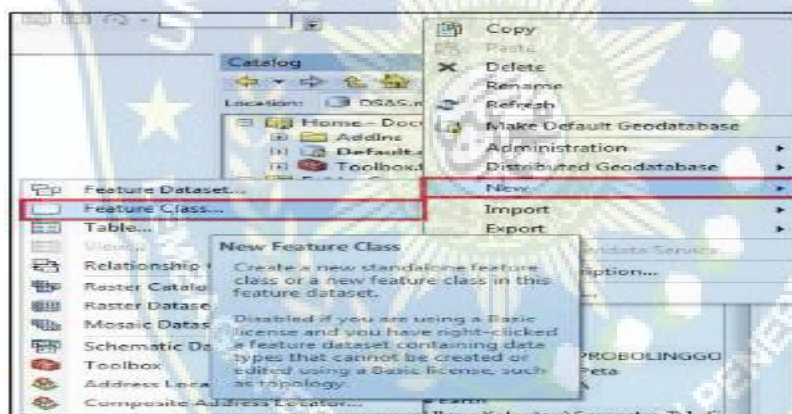 Copy
Paste
Catalog
Delete
Rename
Location: DS&S.m
Refresh
Home - Doc
Make Default Geodatabase
AddIns
Default.
Administration
Toolbox.t
Distributed Geodatabase
Feature Dataset...
New
Feature Class...
Import
Table...
Export
View...
New Feature Class
Relationship
Create a new standalone feature
class or a new feature class in this
feature dataset.
Raster Catalo
Raster Datase
Disabled if you are using a Basic
license and you have right-clicked
a feature dataset containing data
types that cannot be created or
edited using a Basic license, such
as topology.
Mosaic Datas
Schematic Da
Toolbox
Address Loca
Composite Address Locator...
ription...
PROBOLINGGO
Peta
Earth